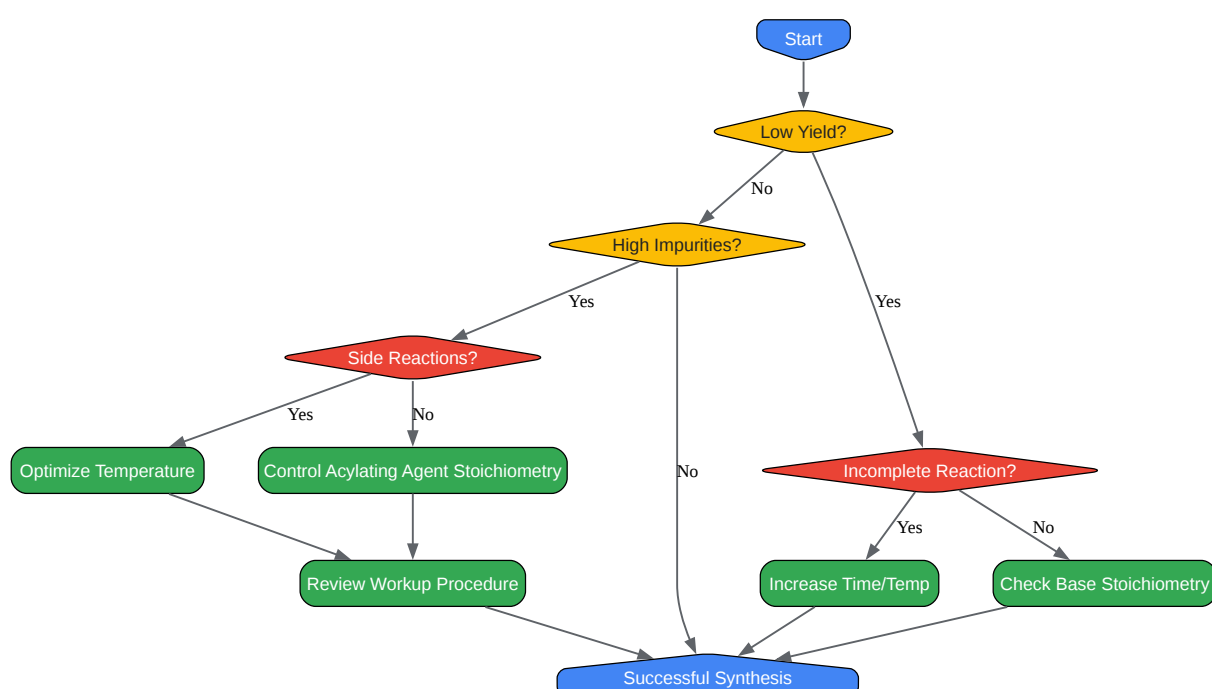 Start
Low Yield?
No
High Impurities?
Yes
Yes
Side Reactions?
Yes
No
Optimize Temperature
Control Acylating Agent Stoichiometry
No
Incomplete Reaction?
Yes
No
Review Workup Procedure
Increase Time/Temp
Check Base Stoichiometry
Successful Synthesis